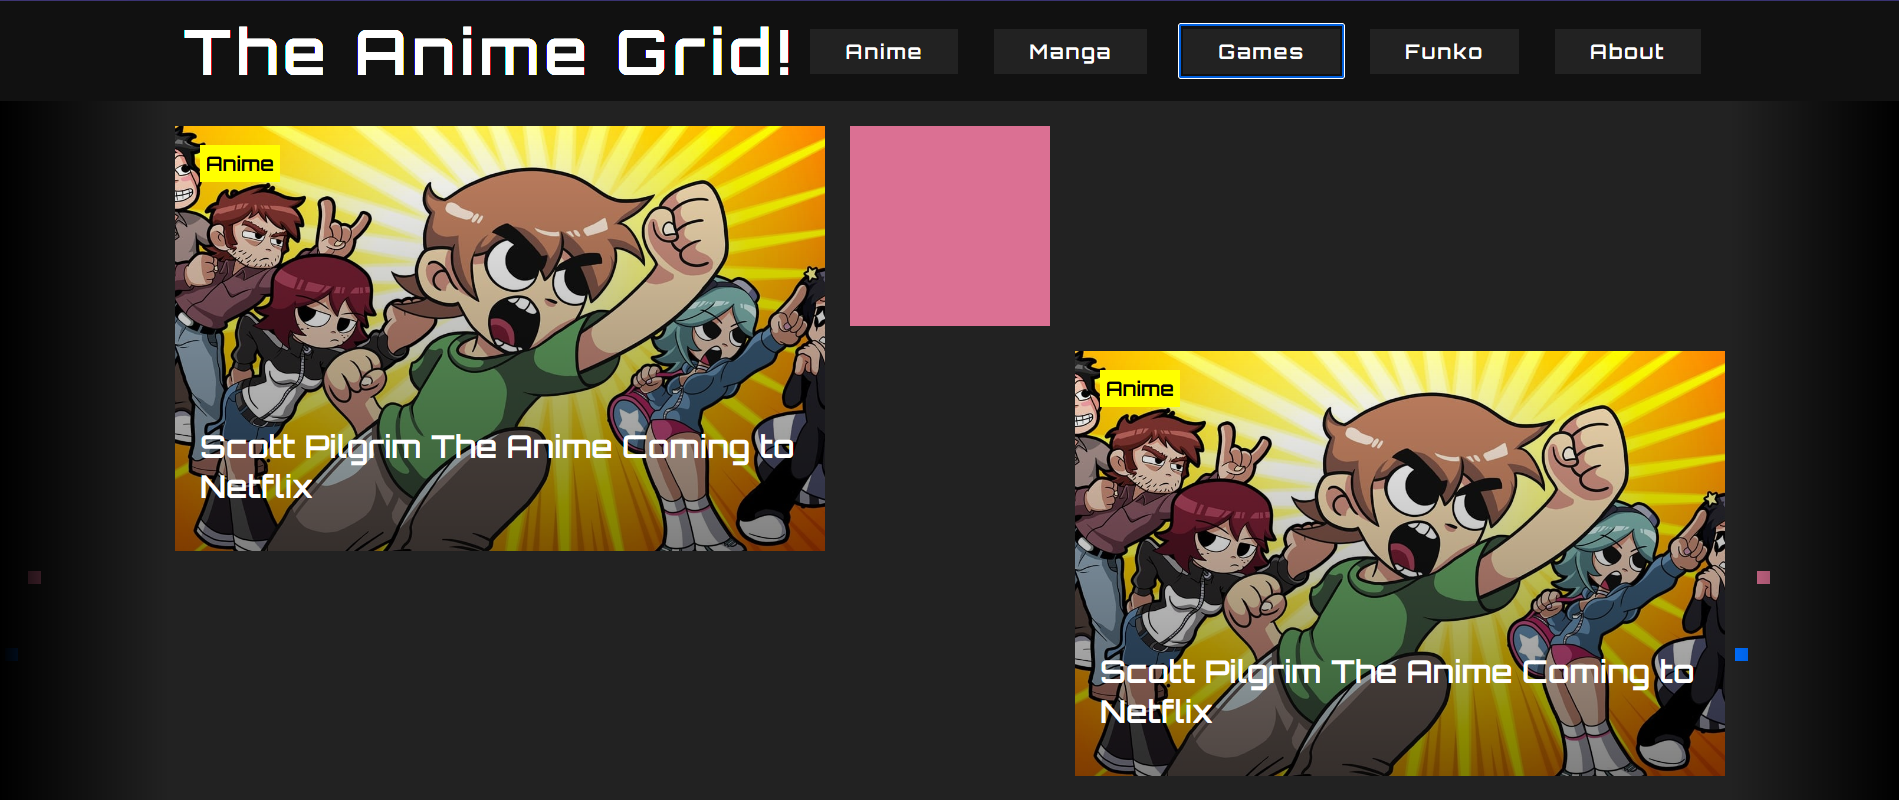 The Anime Grid!
Anime
Manga
Games
Funko
About
Anime
Scott Pilgrim The Anime Coming to
Netflix
Anime
Scott Pilgrim The Anime Coming to
Netflix